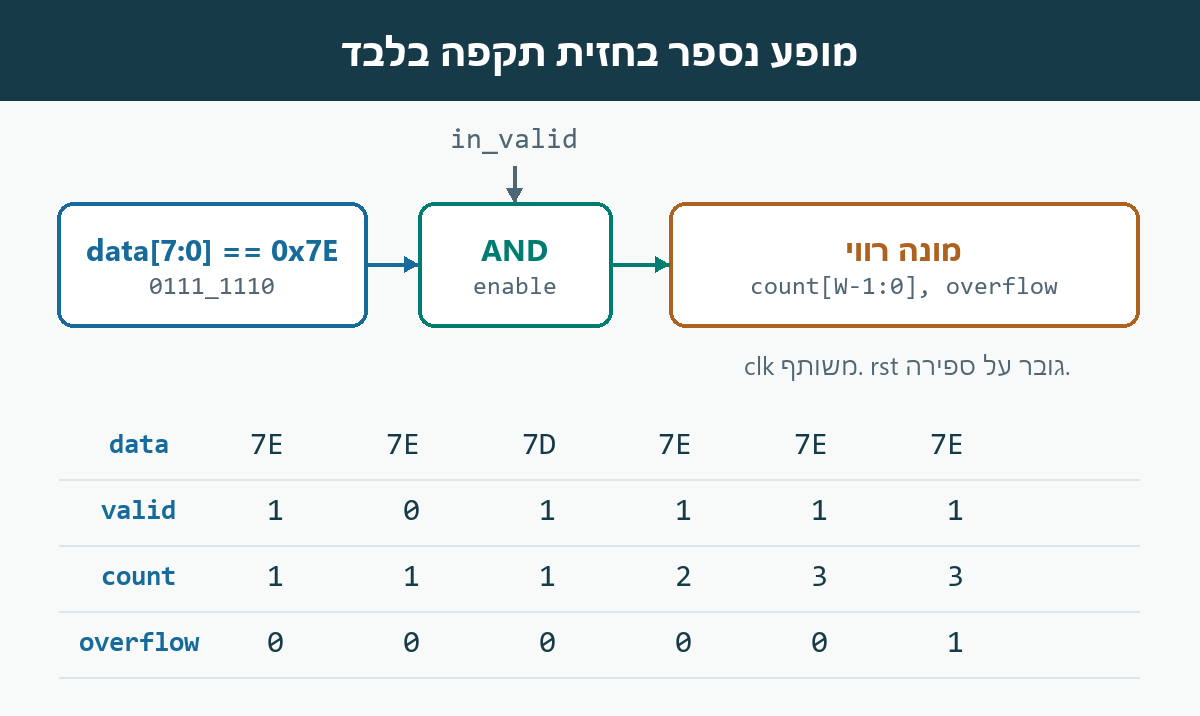 מופע נספר בחזית תקפה בלבד
in_valid
data[7:0] == 0x7E
0111_1110
AND
enable
מונה רווי
count[W-1:0], overflow
clk משותף. rst גובר על ספירה.
data 7E 7E 7D 7E 7E 7E
valid 1 0 1 1 1 1
count 1 1 1 2 3 3
overflow 0 0 0 0 0 1